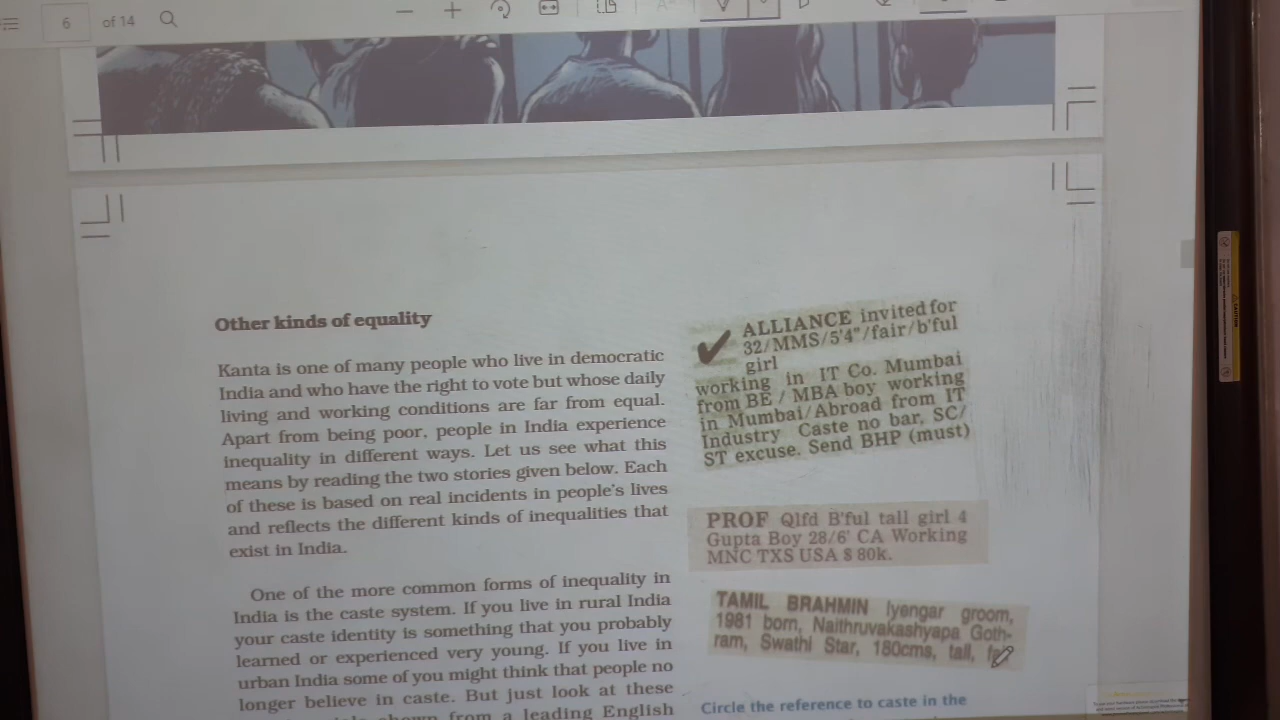 6 of 14
Other kinds of equality
Kanta is one of many people who live in democratic
India and who have the right to vote but whose daily
living and working conditions are far from equal.
Apart from being poor, people in India experience
inequality in different ways. Let us see what this
means by reading the two stories given below. Each
of these is based on real incidents in people's lives
and reflects the different kinds of inequalities that
exist in India.
One of the more common forms of inequality in
India is the caste system. If you live in rural India
your caste identity is something that you probably
learned or experienced very young. If you live in
urban India some of you might think that people no
longer believe in caste. But just look at these
shown from a leading English
ALLIANCE invited for
32/MMS/5'4"/fair/b'ful
girl
working in IT Co. Mumbai
from BE / MBA boy working
in Mumbai/Abroad from IT
Industry Caste no bar, SC/
ST excuse. Send BHP (must)
PROF Qlfd B'ful tall girl 4
Gupta Boy 28/6' CA Working
MNC TXS USA $ 80k.
TAMIL BRAHMIN Iyengar groom,
1981 born, Naithruvakashyapa Goth-
ram, Swathi Star, 180cms, tall,
Circle the reference to caste in the